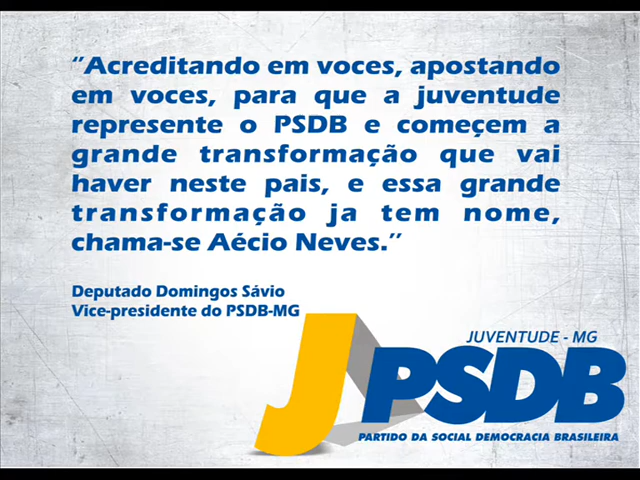 “Acreditando em voces, apostando
em voces, para que a juventude
represente o PSDB e começem a
grande transformação que vai
haver neste pais, e essa grande
transformação ja tem nome,
chama-se Aécio Neves.”
Deputado Domingos Sávio
Vice-presidente do PSDB-MG
JUVENTUDE - MG
JPSDB
PARTIDO DA SOCIAL DEMOCRACIA BRASILEIRA